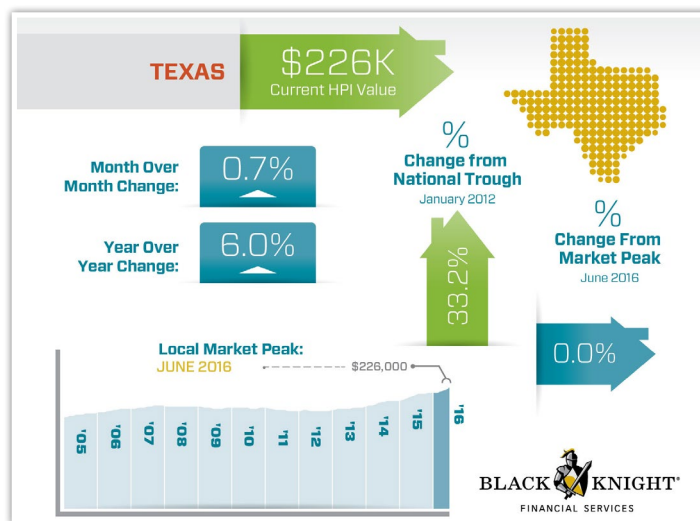 TEXAS
$226K
Current HPI Value
Month Over
Month Change:
0.7%
Year Over
Year Change:
6.0%
%
Change from
National Trough
January 2012
33.2%
%
Change From
Market Peak
June 2016
0.0%
Local Market Peak:
JUNE 2016
$226,000
'05
'06
'07
'08
'09
'10
'11
'12
'13
'14
'15
'16
BLACK KNIGHT®
FINANCIAL SERVICES